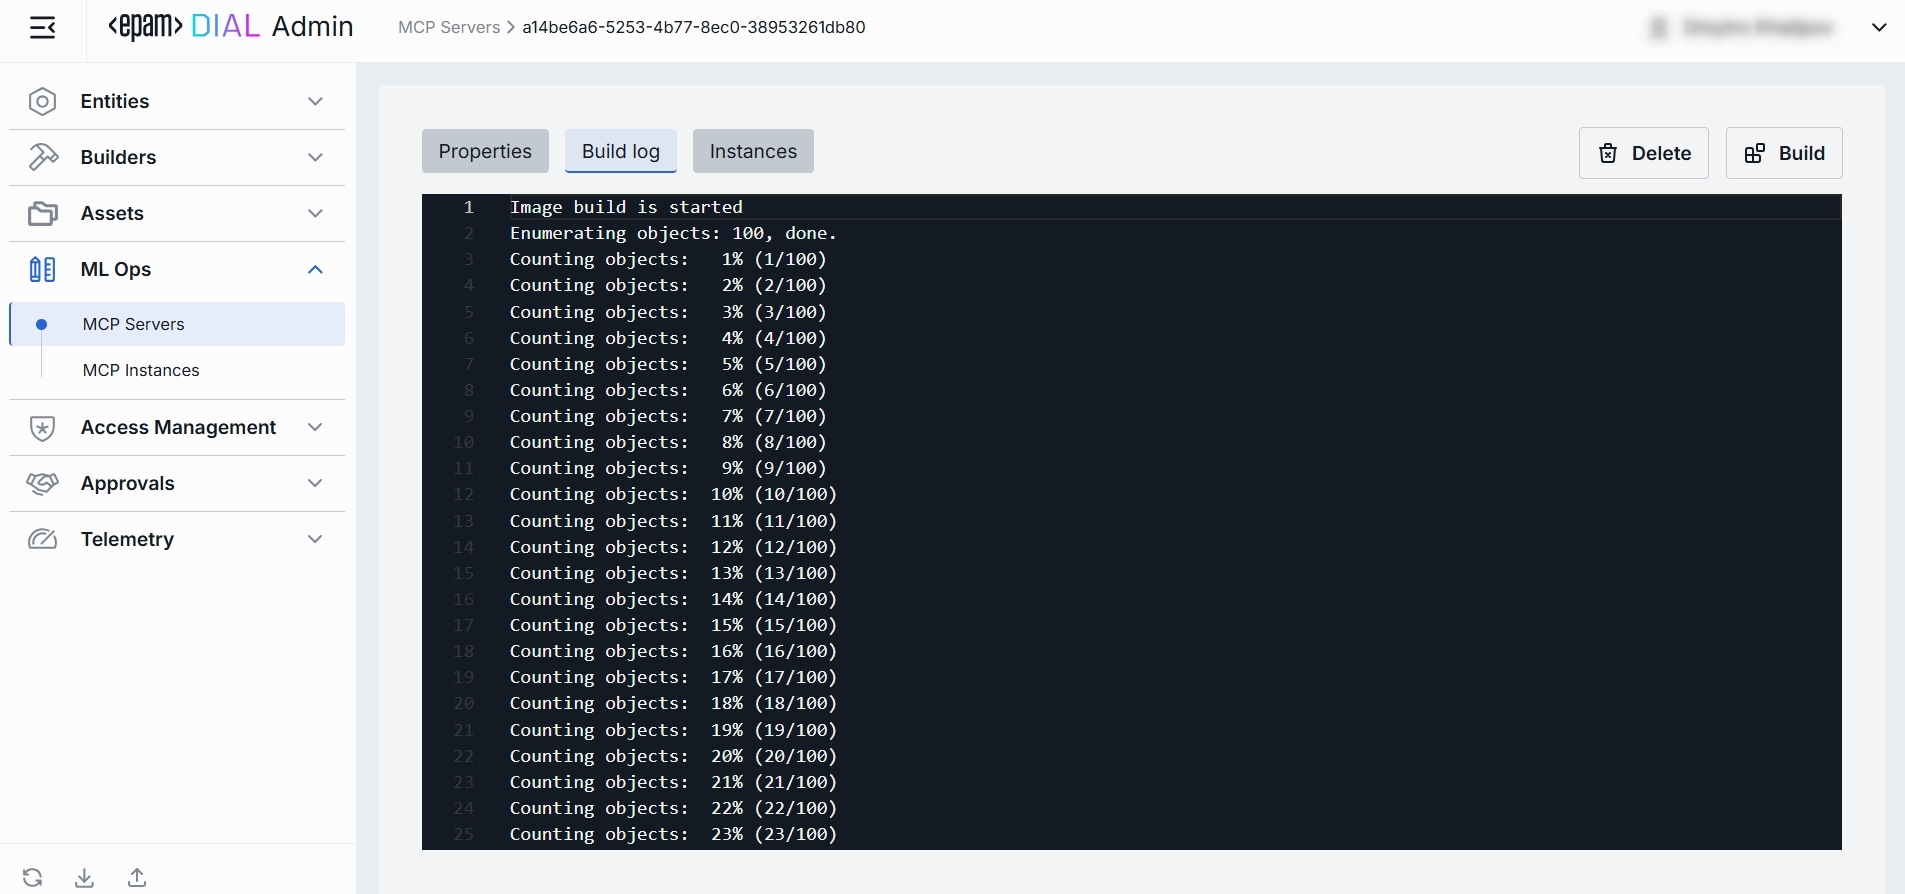 <epam> DIAL Admin
MCP Servers > a14be6a6-5253-4b77-8ec0-38953261db80
Entities
Builders
Assets
ML Ops
MCP Servers
MCP Instances
Access Management
Approvals
Telemetry
Properties
Build log
Instances
Delete
Build
1 Image build is started
2 Enumerating objects: 100, done.
3 Counting objects:   1% (1/100)
4 Counting objects:   2% (2/100)
5 Counting objects:   3% (3/100)
6 Counting objects:   4% (4/100)
7 Counting objects:   5% (5/100)
8 Counting objects:   6% (6/100)
9 Counting objects:   7% (7/100)
10 Counting objects:   8% (8/100)
11 Counting objects:   9% (9/100)
12 Counting objects:  10% (10/100)
13 Counting objects:  11% (11/100)
14 Counting objects:  12% (12/100)
15 Counting objects:  13% (13/100)
16 Counting objects:  14% (14/100)
17 Counting objects:  15% (15/100)
18 Counting objects:  16% (16/100)
19 Counting objects:  17% (17/100)
20 Counting objects:  18% (18/100)
21 Counting objects:  19% (19/100)
22 Counting objects:  20% (20/100)
23 Counting objects:  21% (21/100)
24 Counting objects:  22% (22/100)
25 Counting objects:  23% (23/100)